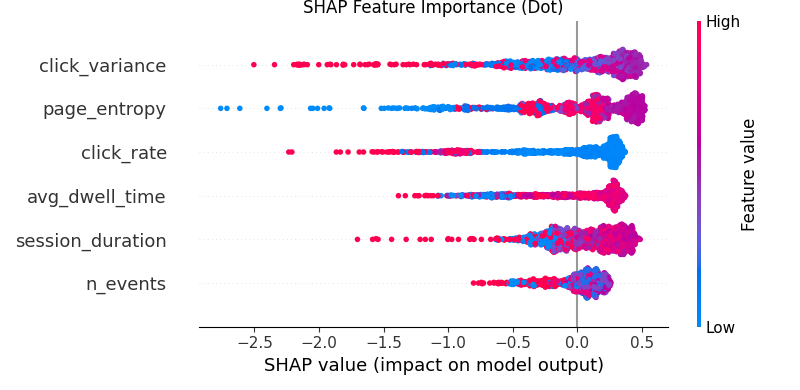 SHAP Feature Importance (Dot)
High
click_variance
page_entropy
click_rate
avg_dwell_time
session_duration
n_events
Feature value
Low
−2.5 −2.0 −1.5 −1.0 −0.5 0.0 0.5
SHAP value (impact on model output)